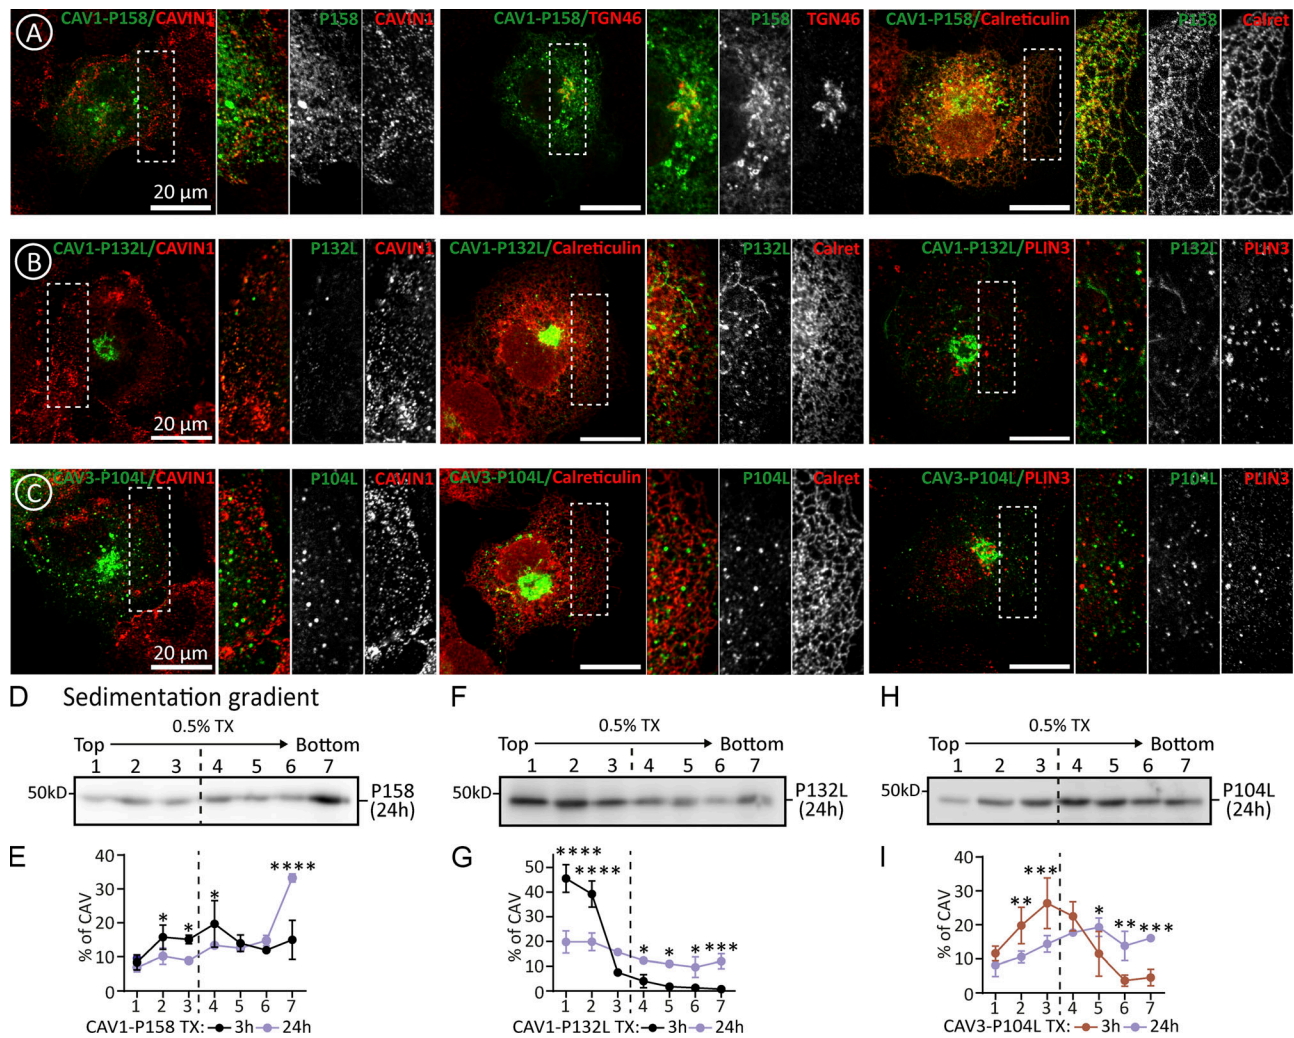 A CAV1-P158/CAVIN1 P158 CAVIN1 CAV1-P158/TGN46 P158 TGN46 CAV1-P158/Calreticulin P158 Calret
20 µm
B CAV1-P132L/CAVIN1 P132L CAVIN1 CAV1-P132L/Calreticulin P132L Calret CAV1-P132L/PLIN3 P132L PLIN3
20 µm
C CAV3-P104L/CAVIN1 P104L CAVIN1 CAV3-P104L/Calreticulin P104L Calret CAV3-P104L/PLIN3 P104L PLIN3
20 µm
D Sedimentation gradient
0.5% TX
Top Bottom
1 2 3 4 5 6 7
50kD P158
(24h)
F
0.5% TX
Top Bottom
1 2 3 4 5 6 7
50kD P132L
(24h)
H
0.5% TX
Top Bottom
1 2 3 4 5 6 7
50kD P104L
(24h)
E
% of CAV
40
30
20
10
0
* * * ****
1 2 3 4 5 6 7
CAV1-P158 TX: 3h 24h
G
% of CAV
50
40
30
20
10
0
**** **** * * * ***
1 2 3 4 5 6 7
CAV1-P132L TX: 3h 24h
I
% of CAV
40
30
20
10
0
** *** * ** ***
1 2 3 4 5 6 7
CAV3-P104L TX: 3h 24h